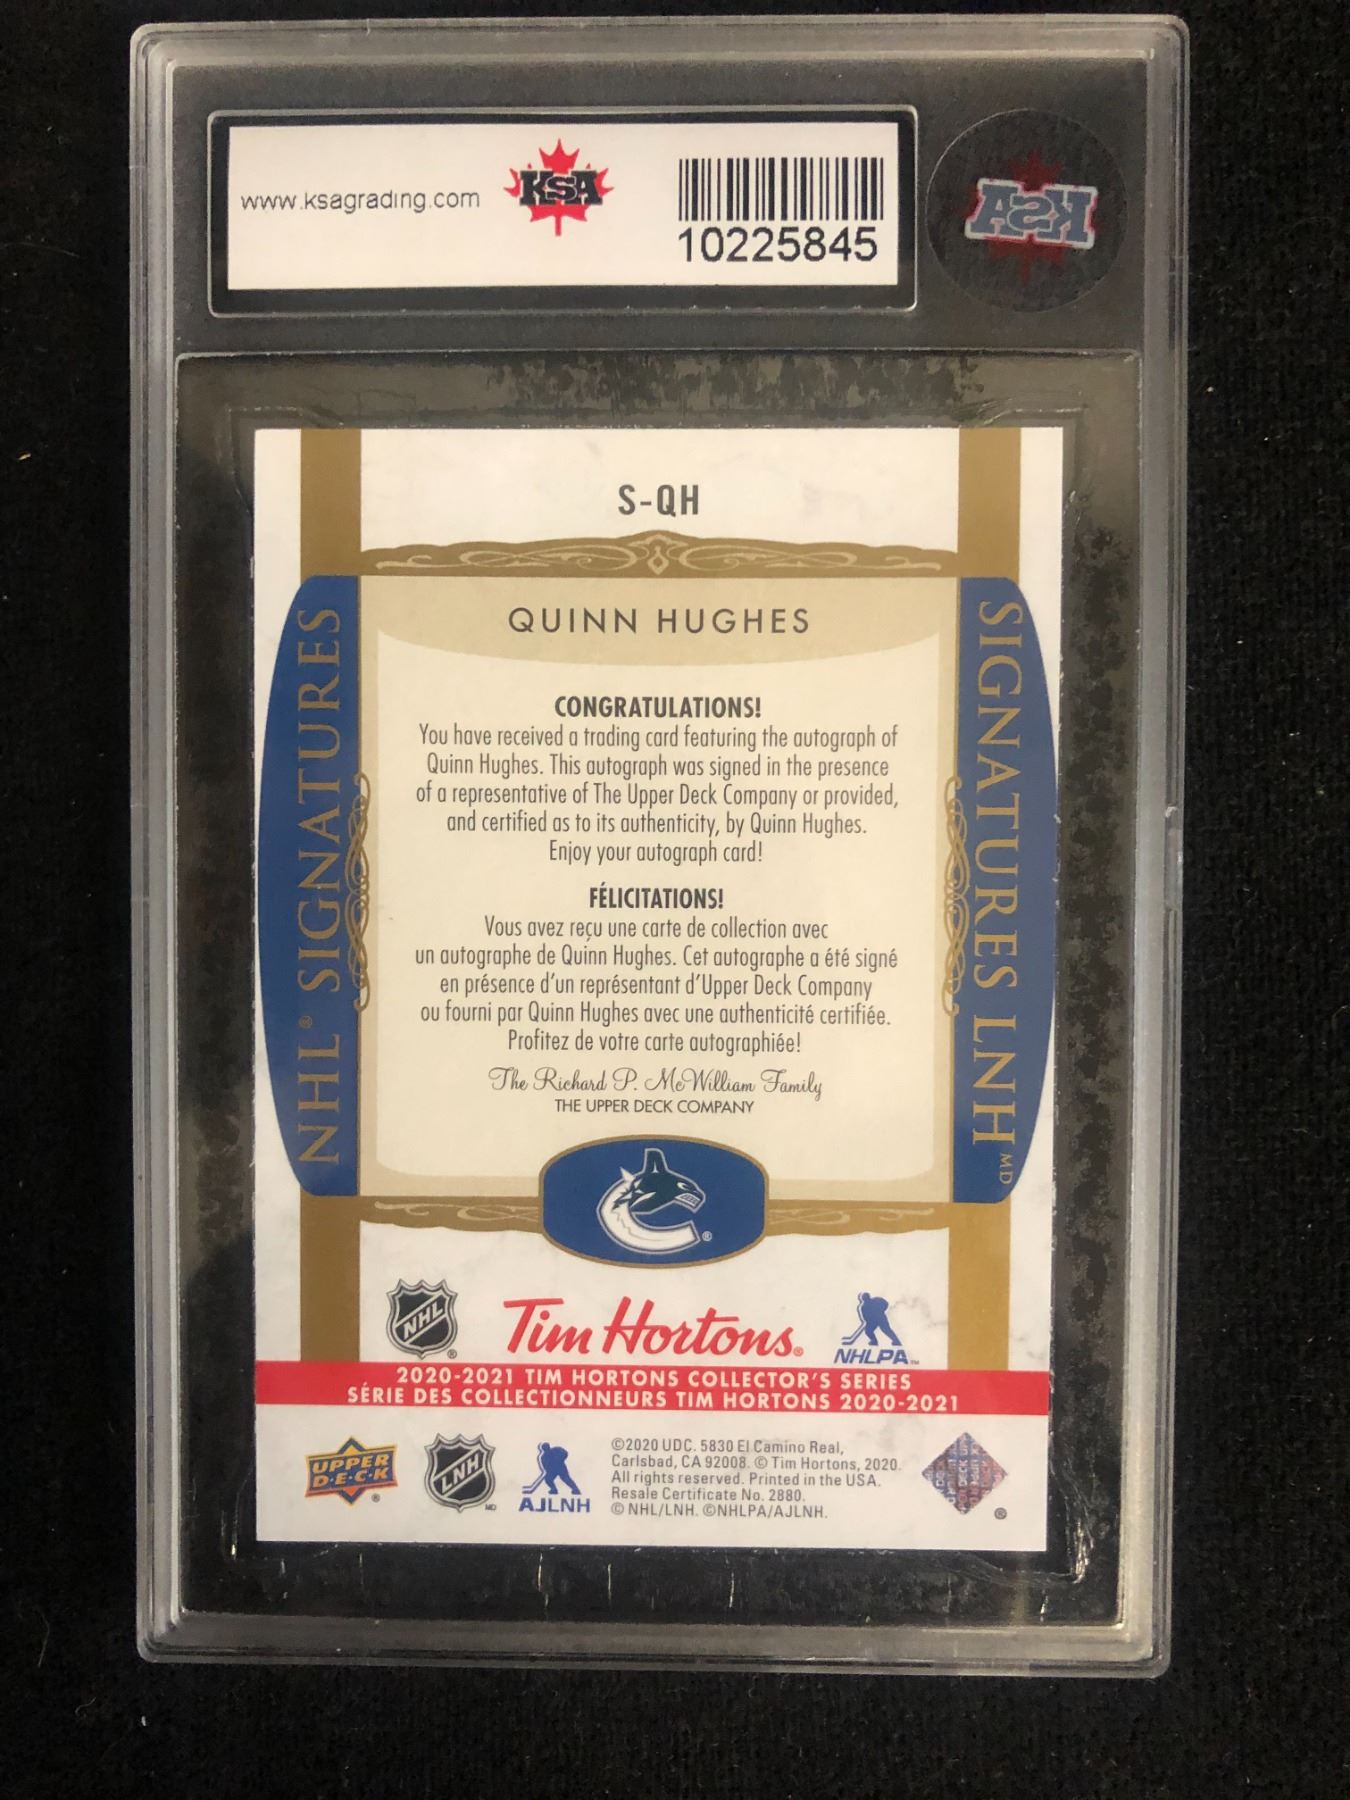 www.ksagrading.com
KSA
10225845
KSA
S-QH
QUINN HUGHES
NHL® SIGNATURES
SIGNATURES LNH MD
CONGRATULATIONS!
You have received a trading card featuring the autograph of
Quinn Hughes. This autograph was signed in the presence
of a representative of The Upper Deck Company or provided,
and certified as to its authenticity, by Quinn Hughes.
Enjoy your autograph card!
FÉLICITATIONS!
Vous avez reçu une carte de collection avec
un autographe de Quinn Hughes. Cet autographe a été signé
en présence d'un représentant d'Upper Deck Company
ou fourni par Quinn Hughes avec une authenticité certifiée.
Profitez de votre carte autographiée!
The Richard P. McWilliam Family
THE UPPER DECK COMPANY
®
NHL ®
Tim Hortons®
NHLPA™
2020-2021 TIM HORTONS COLLECTOR'S SERIES
SÉRIE DES COLLECTIONNEURS TIM HORTONS 2020-2021
UPPER
D·E·C·K ®
LNH MD
AJLNH
©2020 UDC. 5830 El Camino Real,
Carlsbad, CA 92008. © Tim Hortons, 2020.
All rights reserved. Printed in the USA.
Resale Certificate No. 2880.
© NHL/LNH. ©NHLPA/AJLNH.
®